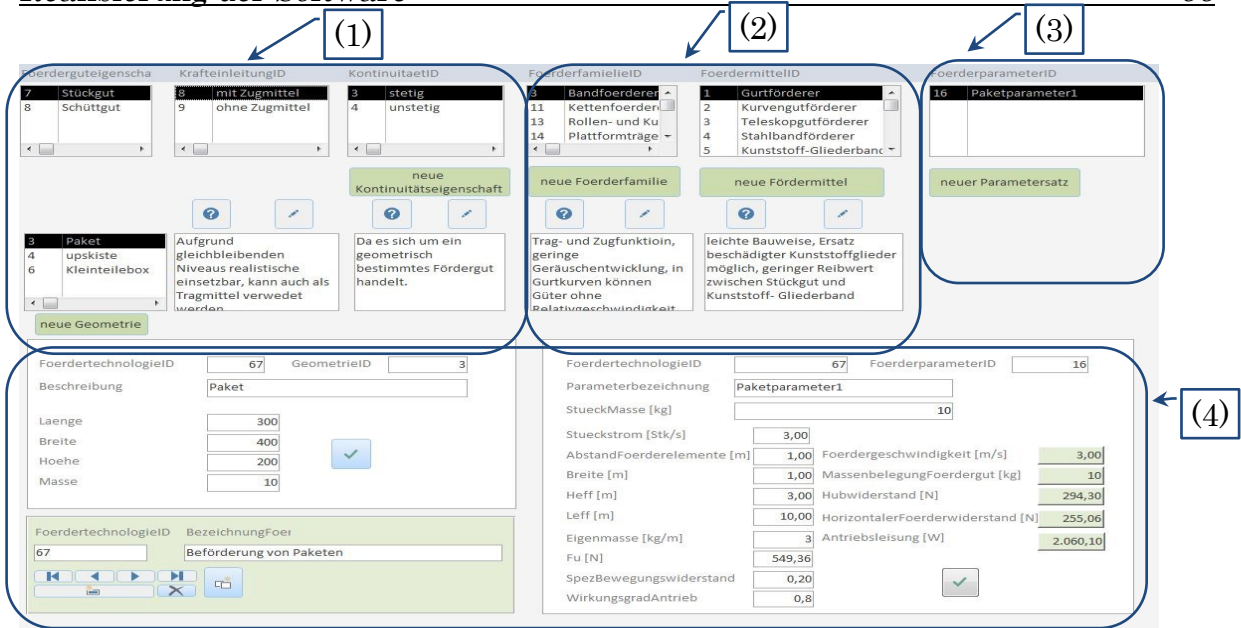 (1)
(2)
(3)
Foerderguteigenscha KrafteinleitungID KontinuitaetID FoerderfamielieID FoerdermittelID FoerderparameterID
7 Stückgut 8 mit Zugmittel 3 stetig 3 Bandfoerderer 1 Gurtförderer 16 Paketparameter1
8 Schüttgut 9 ohne Zugmittel 4 unstetig 11 Kettenfoerder 2 Kurvengutförderer
13 Rollen- und Ku 3 Teleskopgutförderer
14 Plattformträge 4 Stahlbandförderer
5 Kunststoff-Gliederband
neue Kontinuitätseigenschaft
neue Foerderfamilie
neue Fördermittel
neuer Parametersatz
3 Paket
4 upskiste
6 Kleinteilebox
Aufgrund
gleichbleibenden
Niveaus realistische
einsetzbar, kann auch als
Tragmittel verwedet
werden
Da es sich um ein
geometrisch
bestimmtes Fördergut
handelt.
Trag- und Zugfunktioin,
geringe
Geräuschentwicklung, in
Gurtkurven können
Güter ohne
Relativgeschwindigkeit
leichte Bauweise, Ersatz
beschädigter Kunststoffglieder
möglich, geringer Reibwert
zwischen Stückgut und
Kunststoff- Gliederband
neue Geometrie
FoerdertechnologieID 67 GeometrieID 3
Beschreibung Paket
Laenge 300
Breite 400
Hoehe 200
Masse 10
FoerdertechnologieID BezeichnungFoer
67 Beförderung von Paketen
FoerdertechnologieID 67 FoerderparameterID 16
Parameterbezeichnung Paketparameter1
StueckMasse [kg] 10
Stueckstrom [Stk/s] 3,00
AbstandFoerderelemente [m] 1,00 Foerdergeschwindigkeit [m/s] 3,00
Breite [m] 1,00 MassenbelegungFoerdergut [kg] 10
Heff [m] 3,00 Hubwiderstand [N] 294,30
Leff [m] 10,00 HorizontalerFoerderwiderstand [N] 255,06
Eigenmasse [kg/m] 3 Antriebsleisung [W] 2.060,10
Fu [N] 549,36
SpezBewegungswiderstand 0,20
WirkungsgradAntrieb 0,8
(4)